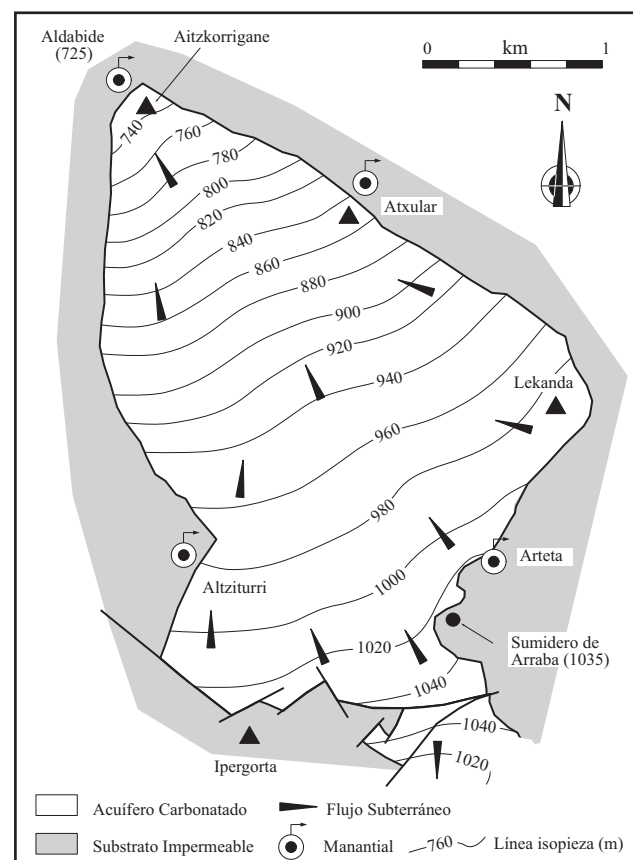 Aldabide
(725)
Aitzkorrigane
0 km 1
N
740
760
780
800
820
840
860
880
900
920
940
960
980
1000
1020
1040
1040
1020
Atxular
Lekanda
Arteta
Altziturri
Sumidero de
Arraba (1035)
Ipergorta
Acuífero Carbonatado
Flujo Subterráneo
Substrato Impermeable
Manantial
760
Línea isopieza (m)